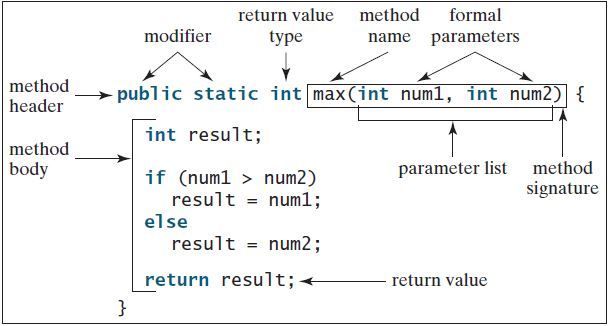 return value
type
method
name
formal
parameters
modifier
method
header
public static int max(int num1, int num2) {
method
body
int result;
parameter list
method
signature
if (num1 > num2)
result = num1;
else
result = num2;
return result;
return value
}